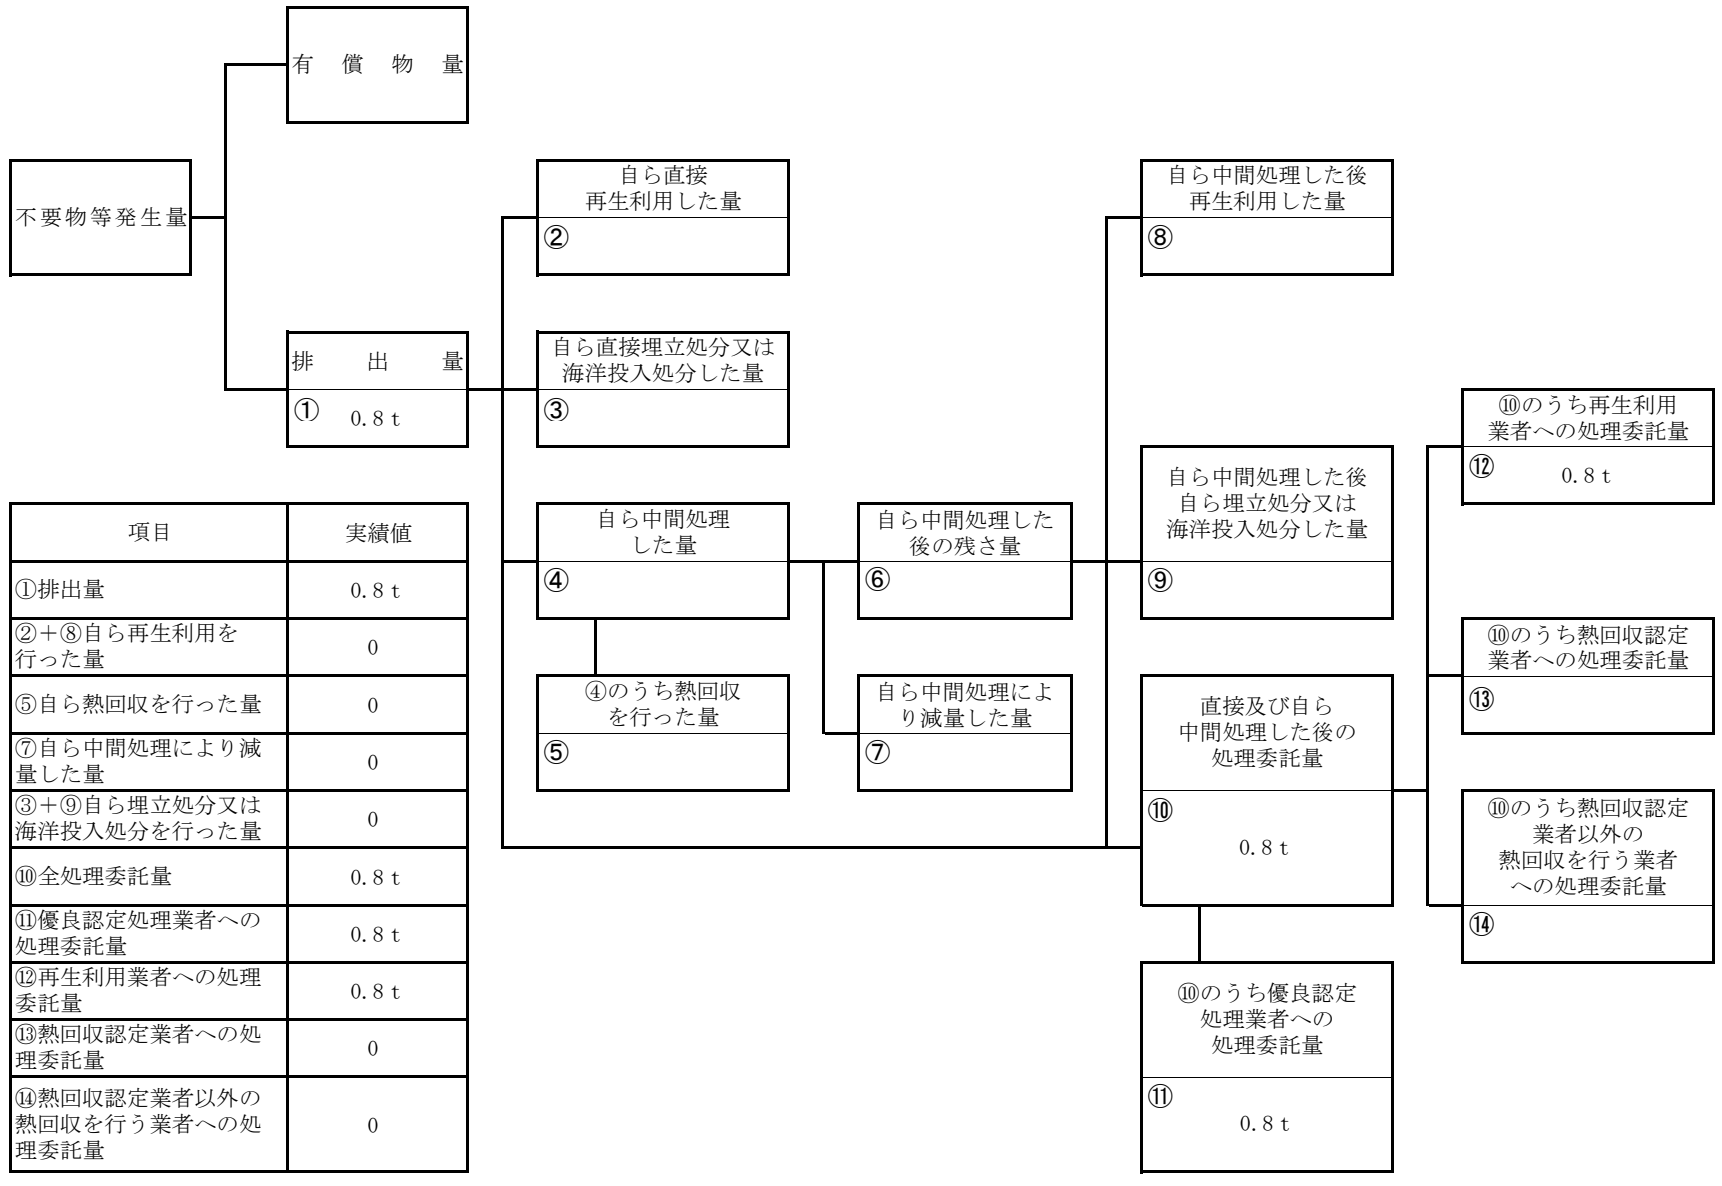 有償物量
不要物等発生量
排出量
① 0.8 t
自ら直接
再生利用した量
②
自ら直接埋立処分又は
海洋投入処分した量
③
自ら中間処理
した量
④
④のうち熱回収
を行った量
⑤
自ら中間処理した
後の残さ量
⑥
自ら中間処理によ
り減量した量
⑦
自ら中間処理した後
再生利用した量
⑧
自ら中間処理した後
自ら埋立処分又は
海洋投入処分した量
⑨
直接及び自ら
中間処理した後の
処理委託量
⑩
0.8 t
⑩のうち優良認定
処理業者への
処理委託量
⑪
0.8 t
⑩のうち再生利用
業者への処理委託量
⑫ 0.8 t
⑩のうち熱回収認定
業者への処理委託量
⑬
⑩のうち熱回収認定
業者以外の
熱回収を行う業者
への処理委託量
⑭
項目 実績値
①排出量 0.8 t
②＋⑧自ら再生利用を
行った量 0
⑤自ら熱回収を行った量 0
⑦自ら中間処理により減
量した量 0
③＋⑨自ら埋立処分又は
海洋投入処分を行った量 0
⑩全処理委託量 0.8 t
⑪優良認定処理業者への
処理委託量 0.8 t
⑫再生利用業者への処理
委託量 0.8 t
⑬熱回収認定業者への処
理委託量 0
⑭熱回収認定業者以外の
熱回収を行う業者への処
理委託量 0